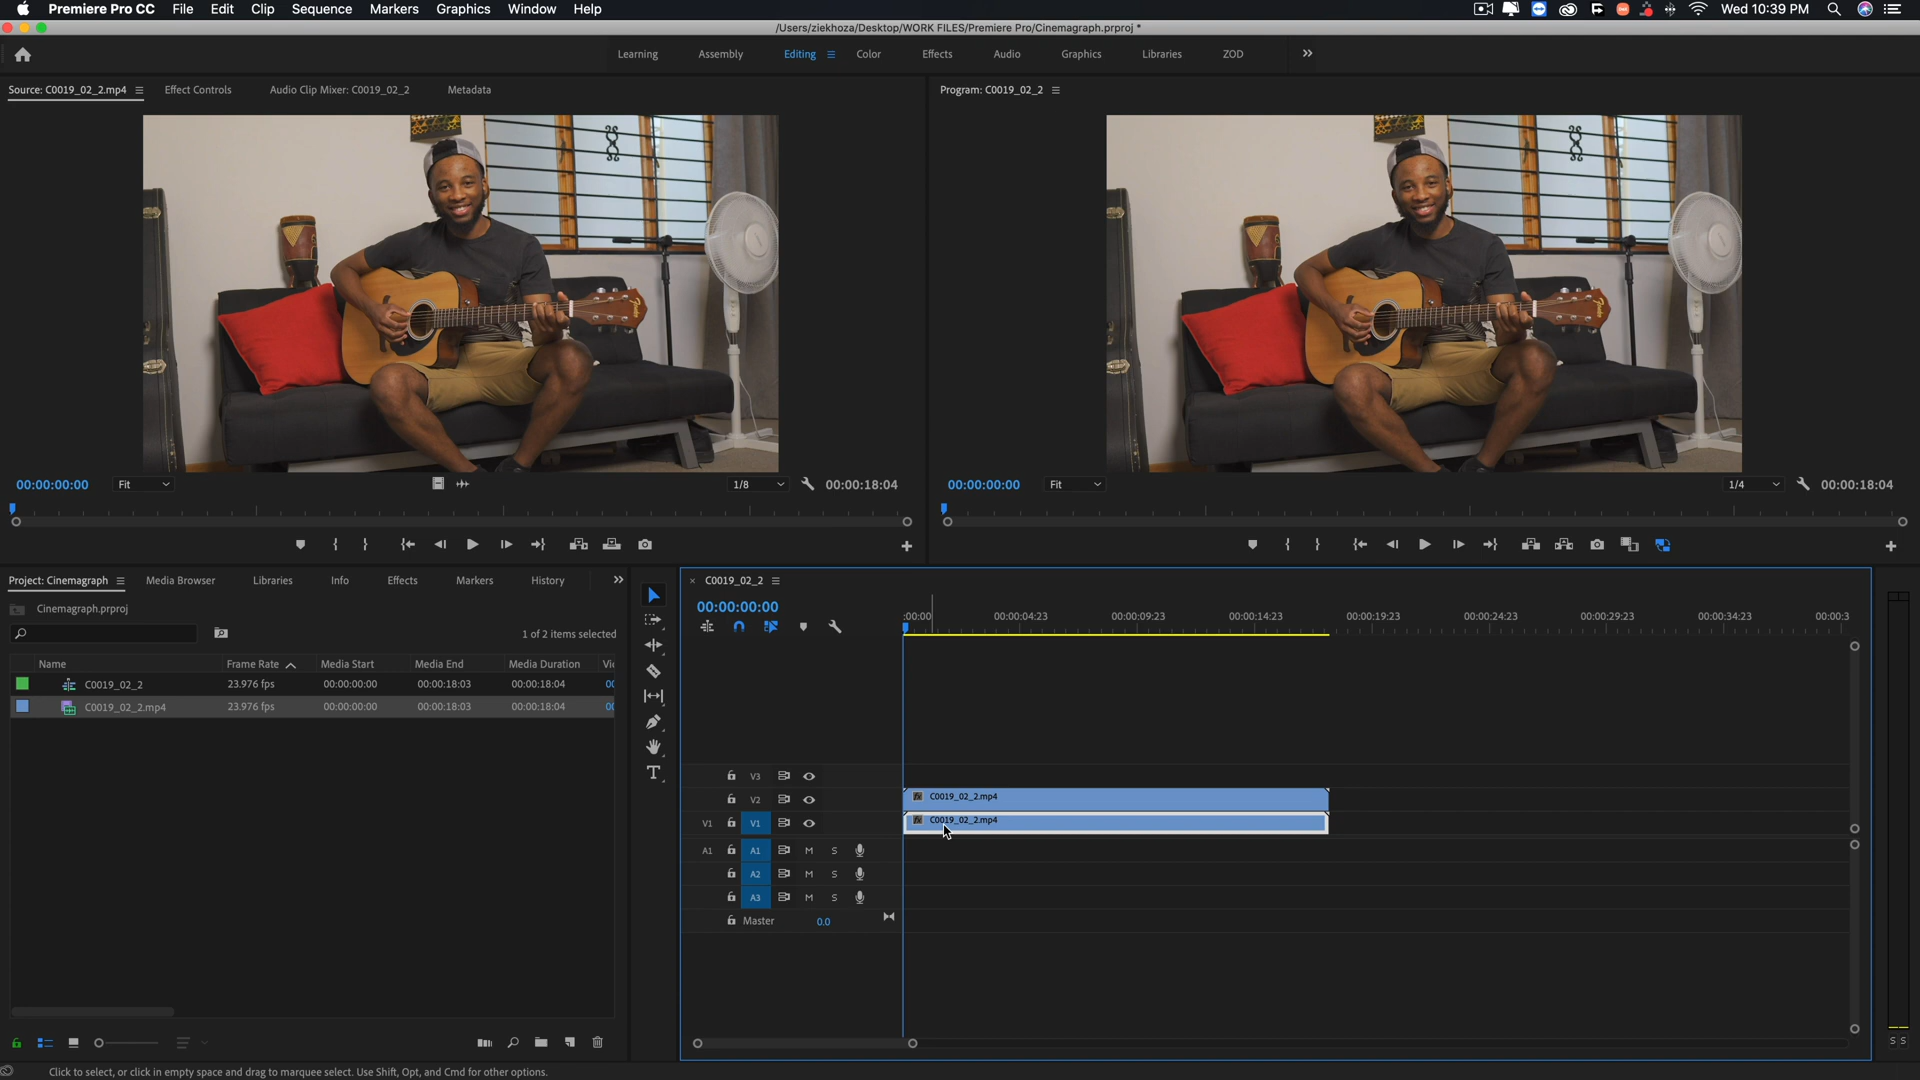 Premiere Pro CC File Edit Clip Sequence Markers Graphics Window Help Wed 10:39 PM
/Users/ziekhoza/Desktop/WORK FILES/Premiere Pro/Cinemagraph.prproj *
Learning Assembly Editing Color Effects Audio Graphics Libraries ZOD
Source: C0019_02_2.mp4 Effect Controls Audio Clip Mixer: C0019_02_2 Metadata
Program: C0019_02_2
Fender
Fender
00:00:00:00 Fit 1/8 00:00:18:04
00:00:00:00 Fit 1/4 00:00:18:04
Project: Cinemagraph Media Browser Libraries Info Effects Markers History
Cinemagraph.prproj
1 of 2 items selected
Name Frame Rate Media Start Media End Media Duration
C0019_02_2 23.976 fps 00:00:00:00 00:00:18:03 00:00:18:04 00
C0019_02_2.mp4 23.976 fps 00:00:00:00 00:00:18:03 00:00:18:04 00
C0019_02_2
00:00:00:00
:00:00 00:00:04:23 00:00:09:23 00:00:14:23 00:00:19:23 00:00:24:23 00:00:29:23 00:00:34:23 00:00:3
V3
V2 C0019_02_2.mp4
V1 V1 C0019_02_2.mp4
A1 A1 M S
A2 M S
A3 M S
Master 0.0
S S
Click to select, or click in empty space and drag to marquee select. Use Shift, Opt, and Cmd for other options.